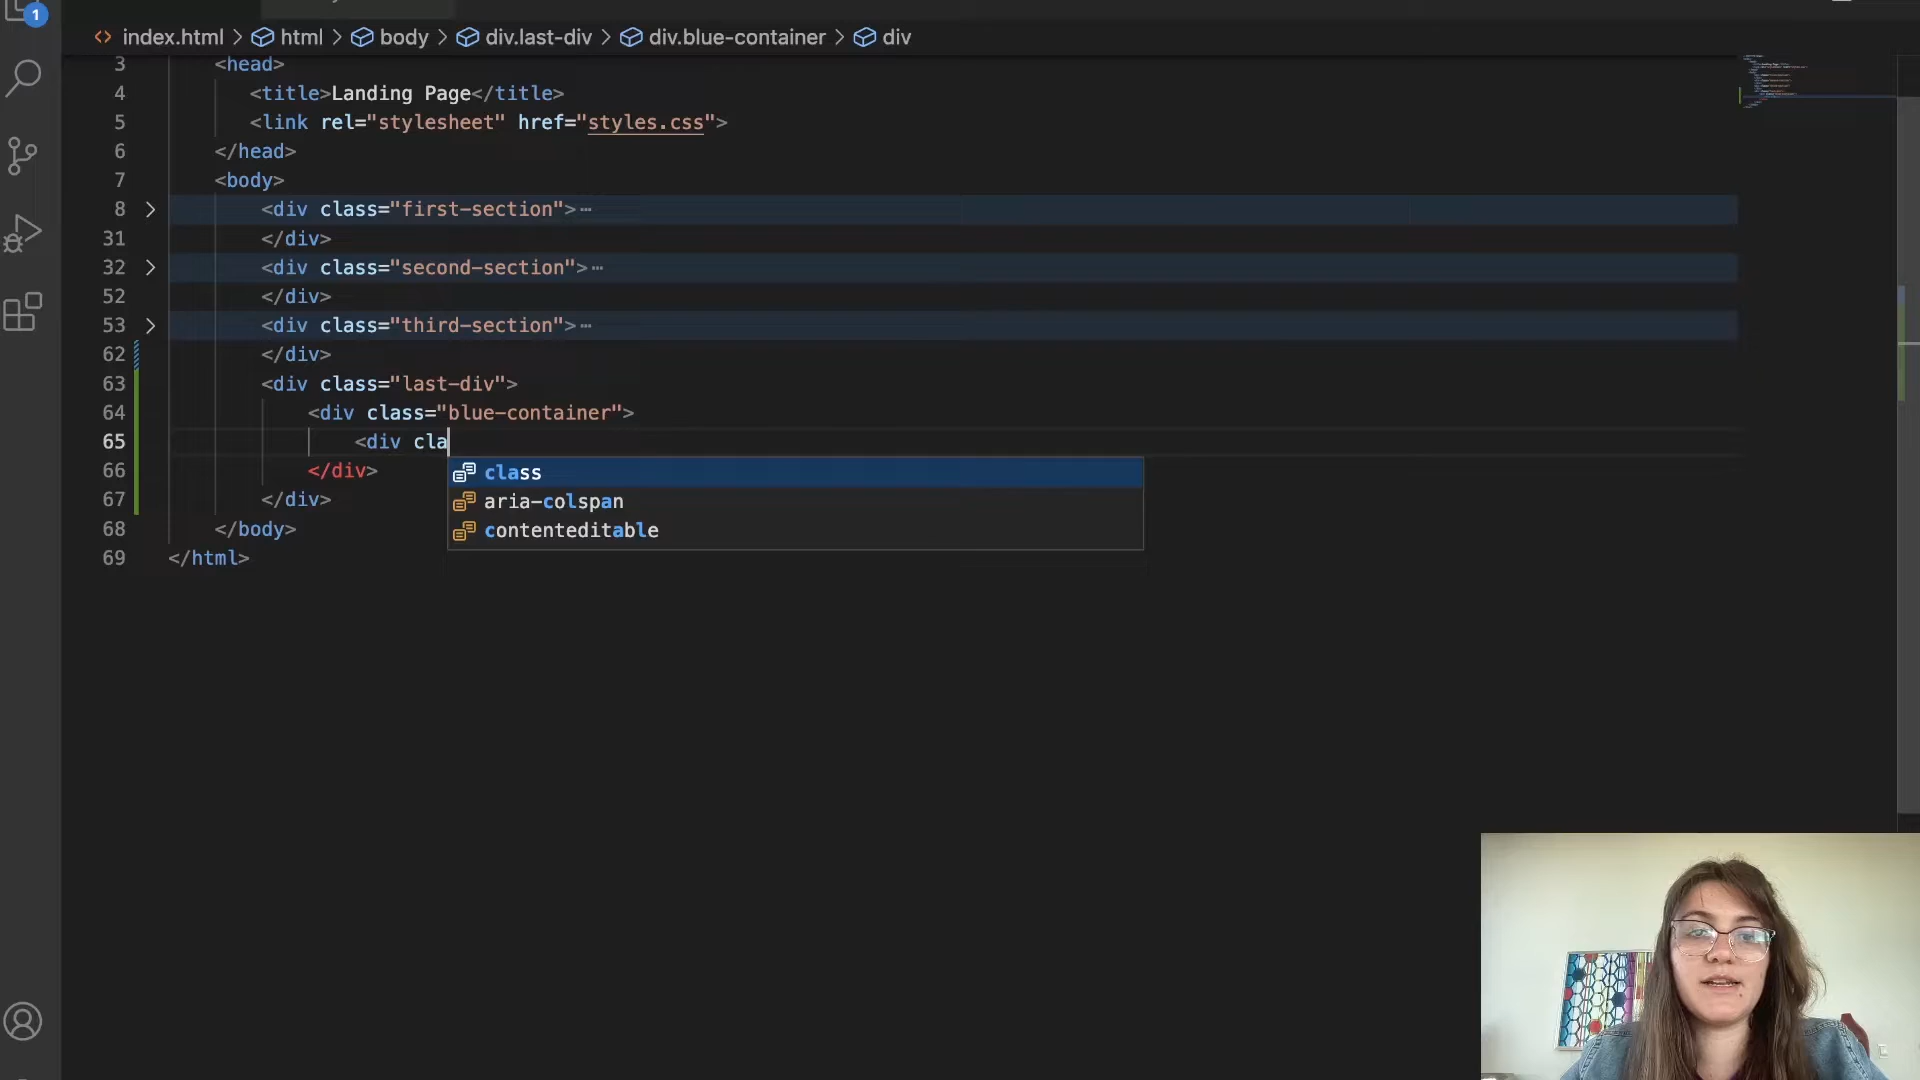 1
index.html > html > body > div.last-div > div.blue-container > div
3 <head>
4 <title>Landing Page</title>
5 <link rel="stylesheet" href="styles.css">
6 </head>
7 <body>
8 <div class="first-section">…
31 </div>
32 <div class="second-section">…
52 </div>
53 <div class="third-section">…
62 </div>
63 <div class="last-div">
64 <div class="blue-container">
65 <div cla
66 </div>
67 </div>
68 </body>
69 </html>
class
aria-colspan
contenteditable